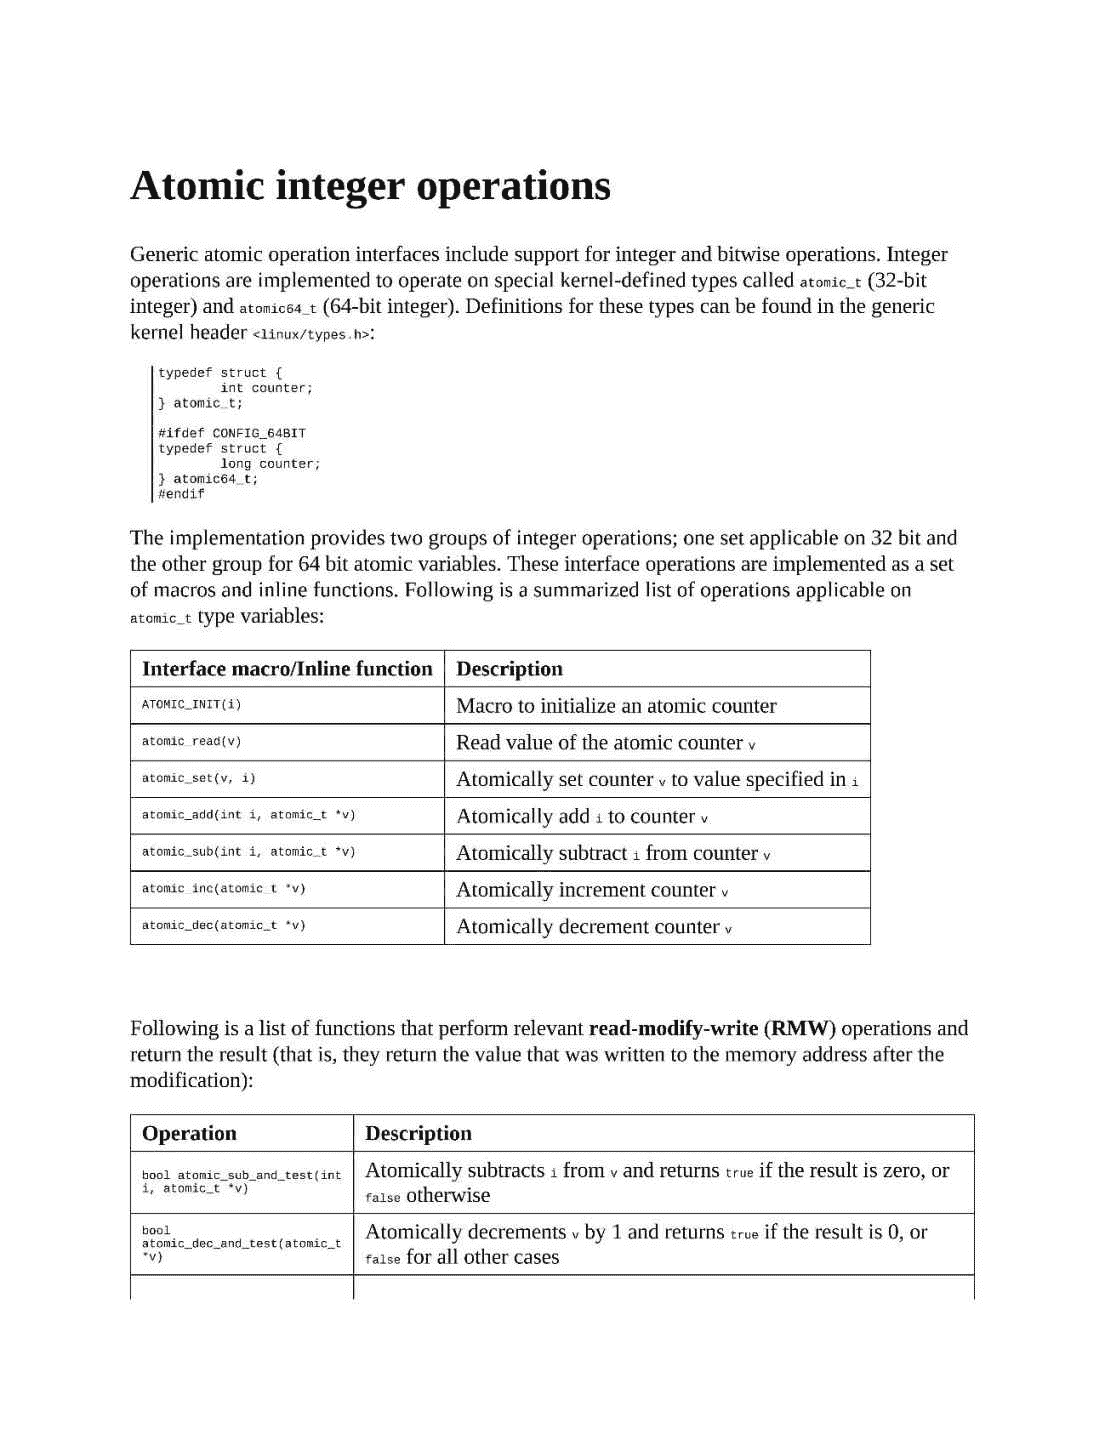 Atomic integer operations
Generic atomic operation interfaces include support for integer and bitwise operations. Integer
operations are implemented to operate on special kernel-defined types called atomic_t (32-bit
integer) and atomic64_t (64-bit integer). Definitions for these types can be found in the generic
kernel header <linux/types.h>:
typedef struct {
        int counter;
} atomic_t;
#ifdef CONFIG_64BIT
typedef struct {
        long counter;
} atomic64_t;
#endif
The implementation provides two groups of integer operations; one set applicable on 32 bit and
the other group for 64 bit atomic variables. These interface operations are implemented as a set
of macros and inline functions. Following is a summarized list of operations applicable on
atomic_t type variables:
Interface macro/Inline function Description
ATOMIC_INIT(i) Macro to initialize an atomic counter
atomic_read(v) Read value of the atomic counter v
atomic_set(v, i) Atomically set counter v to value specified in i
atomic_add(int i, atomic_t *v) Atomically add i to counter v
atomic_sub(int i, atomic_t *v) Atomically subtract i from counter v
atomic_inc(atomic_t *v) Atomically increment counter v
atomic_dec(atomic_t *v) Atomically decrement counter v
Following is a list of functions that perform relevant read-modify-write (RMW) operations and
return the result (that is, they return the value that was written to the memory address after the
modification):
Operation Description
bool atomic_sub_and_test(int
i, atomic_t *v)
Atomically subtracts i from v and returns true if the result is zero, or
false otherwise
bool
atomic_dec_and_test(atomic_t
*v)
Atomically decrements v by 1 and returns true if the result is 0, or
false for all other cases